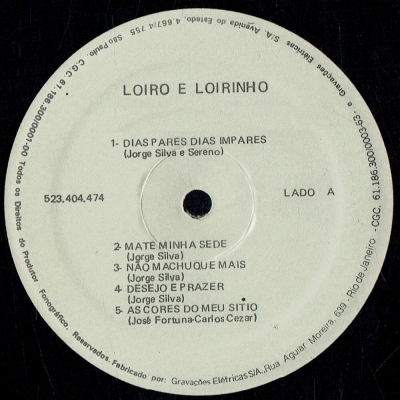 LOIRO E LOIRINHO
1- DIAS PARES DIAS IMPARES
(Jorge Silva e Sereno)
523.404.474
LADO A
2- MATE MINHA SEDE
(Jorge Silva)
3- NÃO MACHUQUE MAIS
(Jorge Silva)
4- DESEJO E PRAZER
(Jorge Silva)
5- AS CORES DO MEU SITIO
(José Fortuna-Carlos Cezar)
e Gravações Elétricas S/A. Avenida do Estado, 4.667/4 755 São Paulo. C.G.C. 61.186.300/0001-00 Todos os Direitos do Produtor Fonográfico. Reservados. Fabricado por: Gravações Elétricas S/A.,Rua Aguiar Moreira, 639 - Rio de Janeiro - CGC. 61.186.300/0003-63-